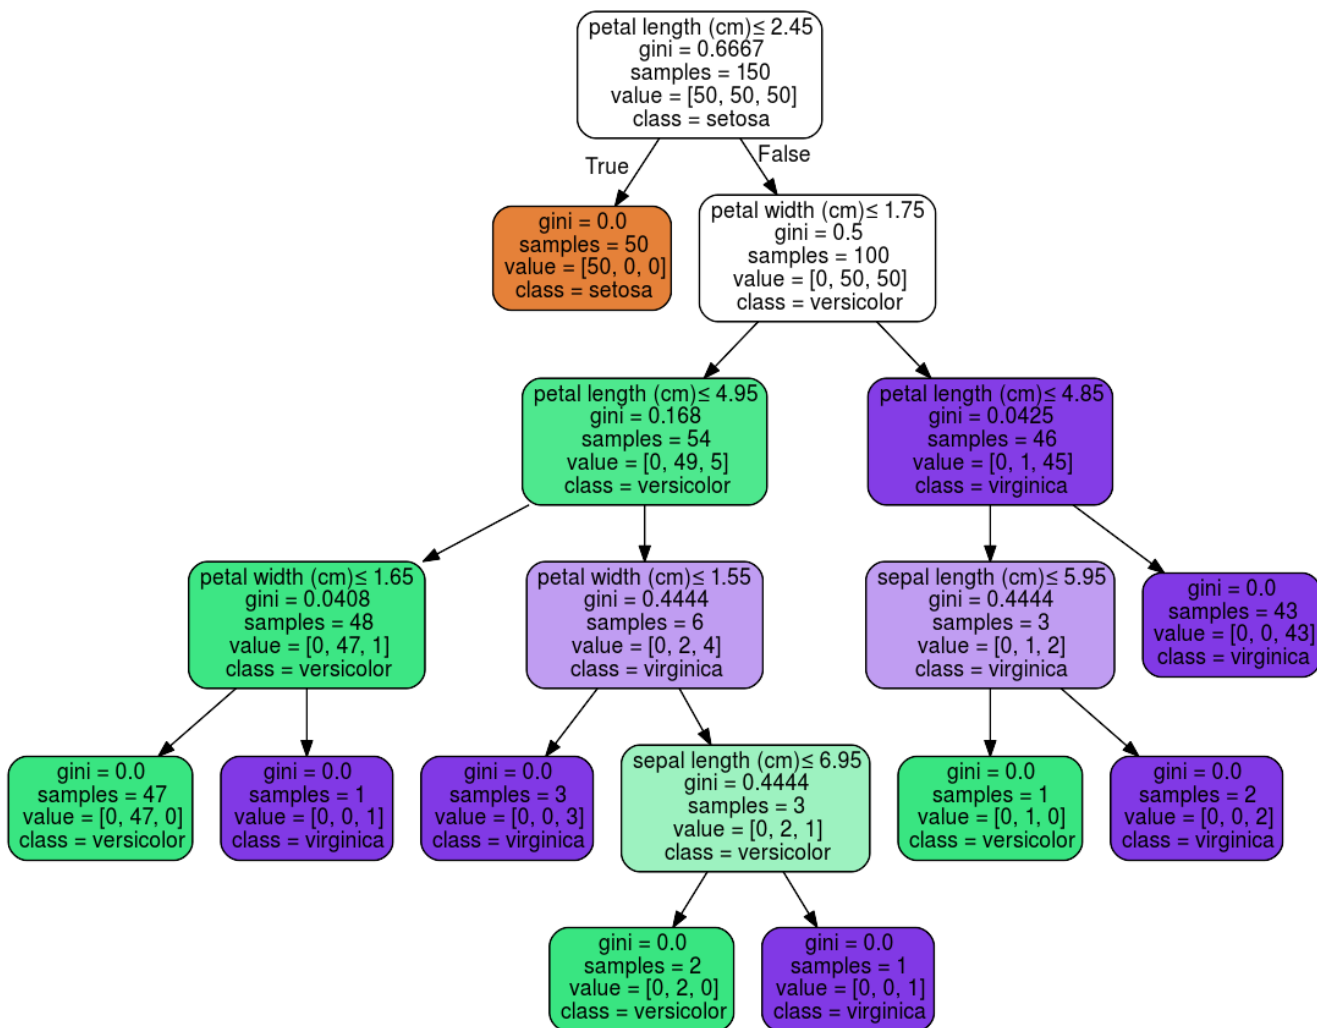 petal length (cm)≤ 2.45
gini = 0.6667
samples = 150
value = [50, 50, 50]
class = setosa
True
False
gini = 0.0
samples = 50
value = [50, 0, 0]
class = setosa
petal width (cm)≤ 1.75
gini = 0.5
samples = 100
value = [0, 50, 50]
class = versicolor
petal length (cm)≤ 4.95
gini = 0.168
samples = 54
value = [0, 49, 5]
class = versicolor
petal length (cm)≤ 4.85
gini = 0.0425
samples = 46
value = [0, 1, 45]
class = virginica
petal width (cm)≤ 1.65
gini = 0.0408
samples = 48
value = [0, 47, 1]
class = versicolor
petal width (cm)≤ 1.55
gini = 0.4444
samples = 6
value = [0, 2, 4]
class = virginica
sepal length (cm)≤ 5.95
gini = 0.4444
samples = 3
value = [0, 1, 2]
class = virginica
gini = 0.0
samples = 43
value = [0, 0, 43]
class = virginica
gini = 0.0
samples = 47
value = [0, 47, 0]
class = versicolor
gini = 0.0
samples = 1
value = [0, 0, 1]
class = virginica
gini = 0.0
samples = 3
value = [0, 0, 3]
class = virginica
sepal length (cm)≤ 6.95
gini = 0.4444
samples = 3
value = [0, 2, 1]
class = versicolor
gini = 0.0
samples = 1
value = [0, 1, 0]
class = versicolor
gini = 0.0
samples = 2
value = [0, 0, 2]
class = virginica
gini = 0.0
samples = 2
value = [0, 2, 0]
class = versicolor
gini = 0.0
samples = 1
value = [0, 0, 1]
class = virginica